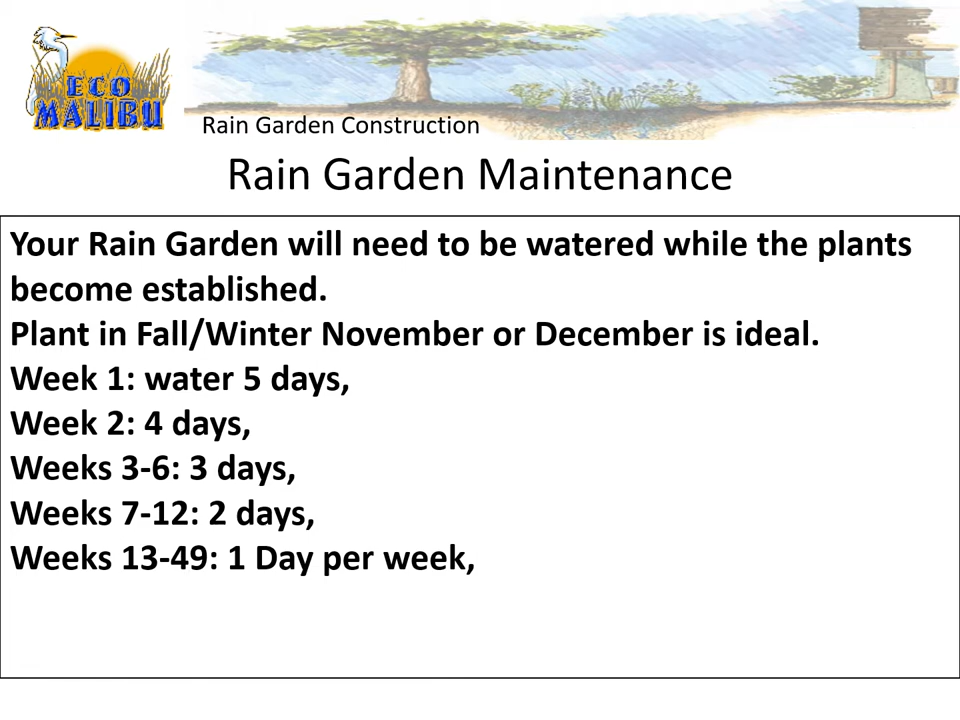 ECO
MALIBU
Rain Garden Construction
Rain Garden Maintenance
Your Rain Garden will need to be watered while the plants
become established.
Plant in Fall/Winter November or December is ideal.
Week 1: water 5 days,
Week 2: 4 days,
Weeks 3-6: 3 days,
Weeks 7-12: 2 days,
Weeks 13-49: 1 Day per week,